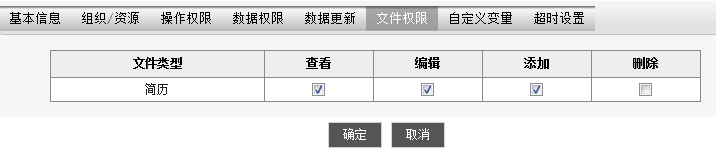 基本信息 组织/资源 操作权限 数据权限 数据更新 文件权限 自定义变量 超时设置
文件类型 查看 编辑 添加 删除
简历
确定 取消